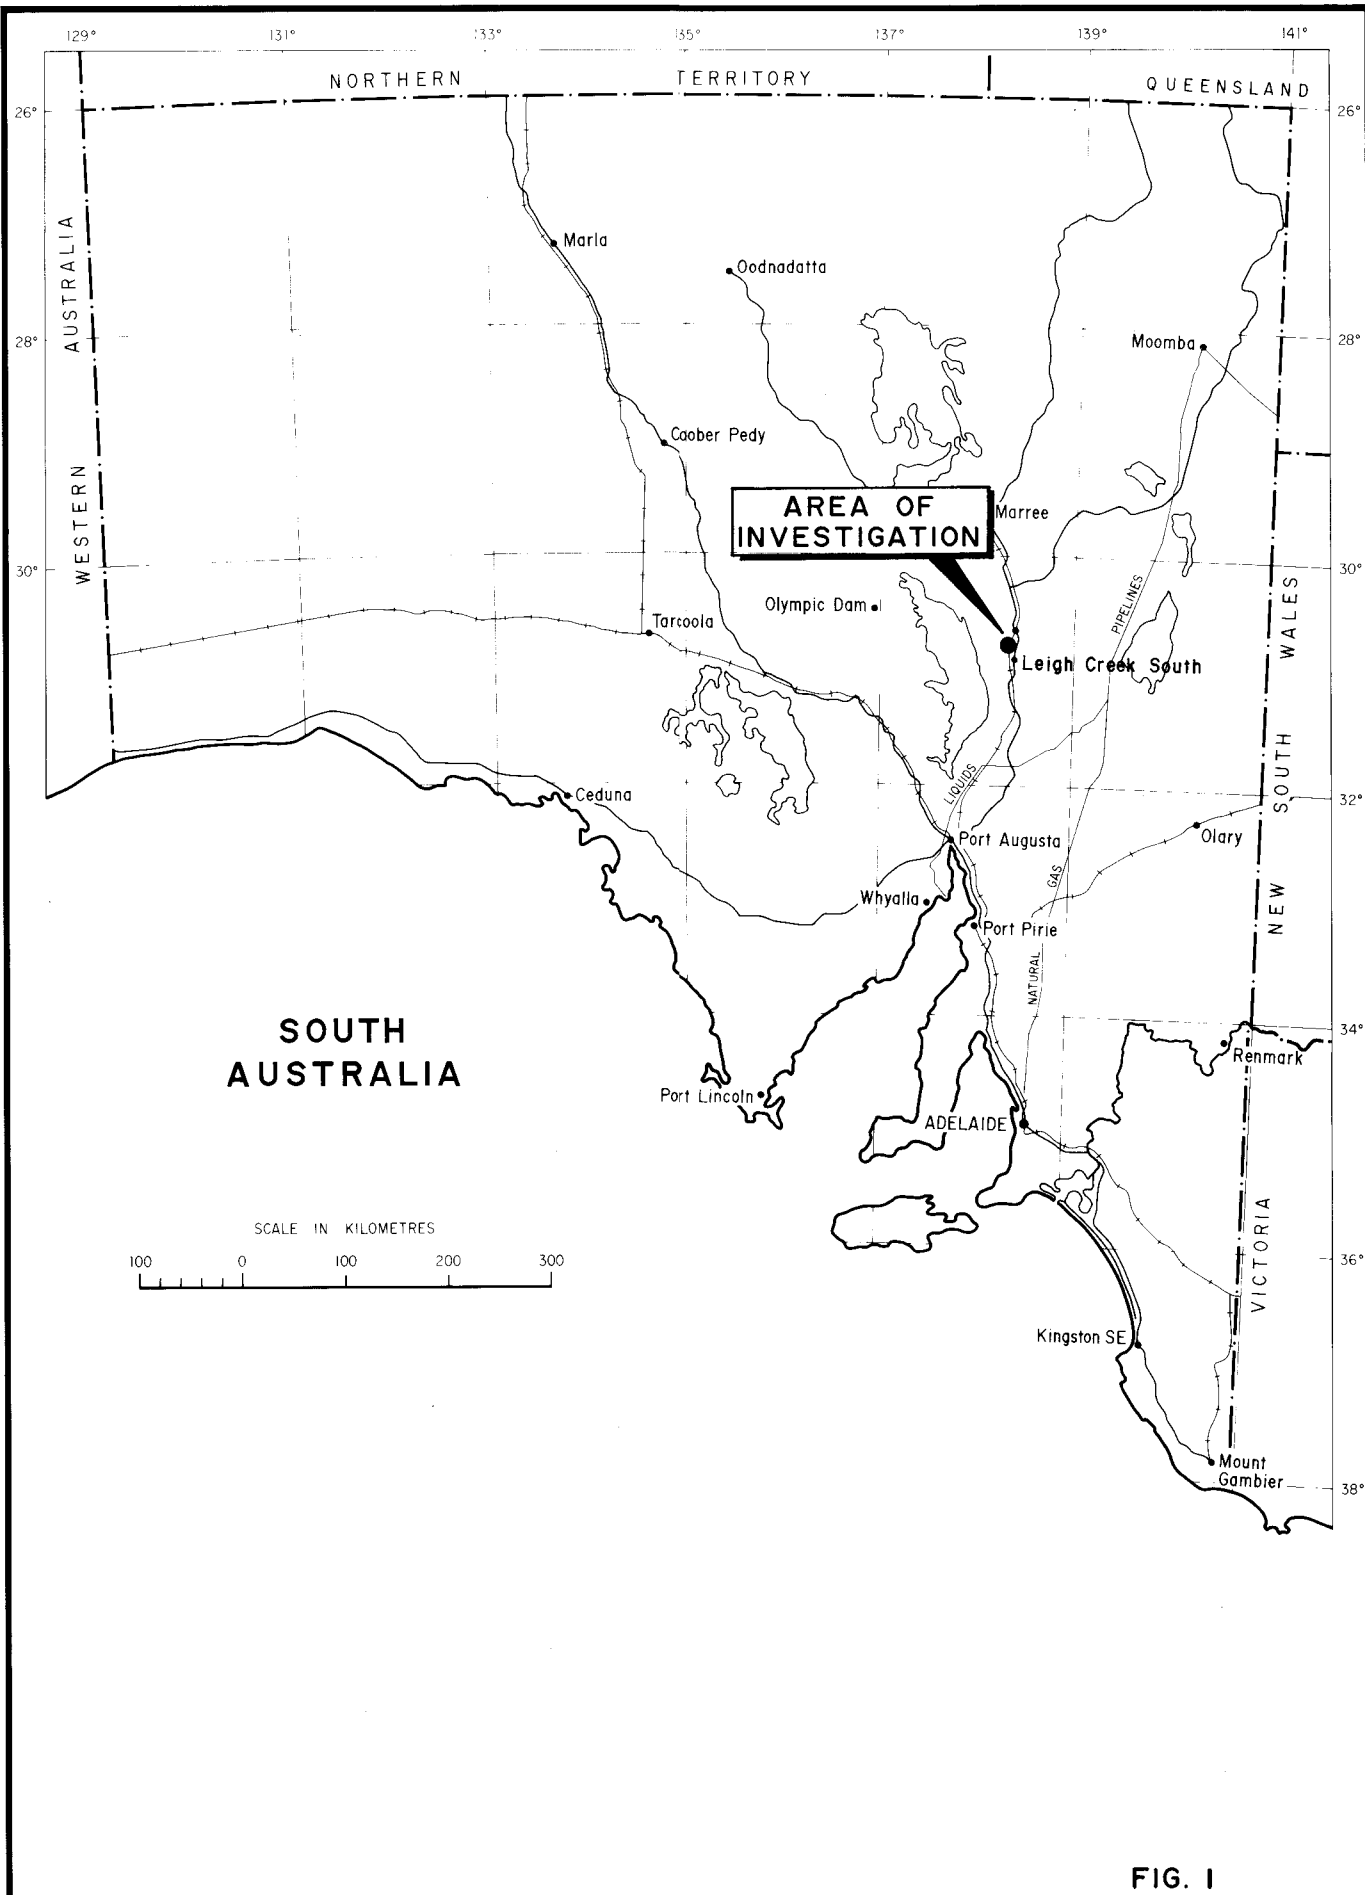 129° 131° 133° 135° 137° 139° 141°
NORTHERN TERRITORY
QUEENSLAND
26° 26°
WESTERN AUSTRALIA
Marla
Oodnadatta
28° Moomba 28°
Coober Pedy
AREA OF
INVESTIGATION
Marree
30° 30°
PIPELINES
Olympic Dam
Tarcoola
Leigh Creek South
NEW SOUTH WALES
LIQUIDS
Ceduna
32°
Port Augusta
Olary
GAS
Whyalla
Port Pirie
NATURAL
SOUTH
AUSTRALIA
34°
Renmark
Port Lincoln
ADELAIDE
SCALE IN KILOMETRES
100 0 100 200 300
VICTORIA
36°
Kingston SE
Mount
Gambier
38°
FIG. 1